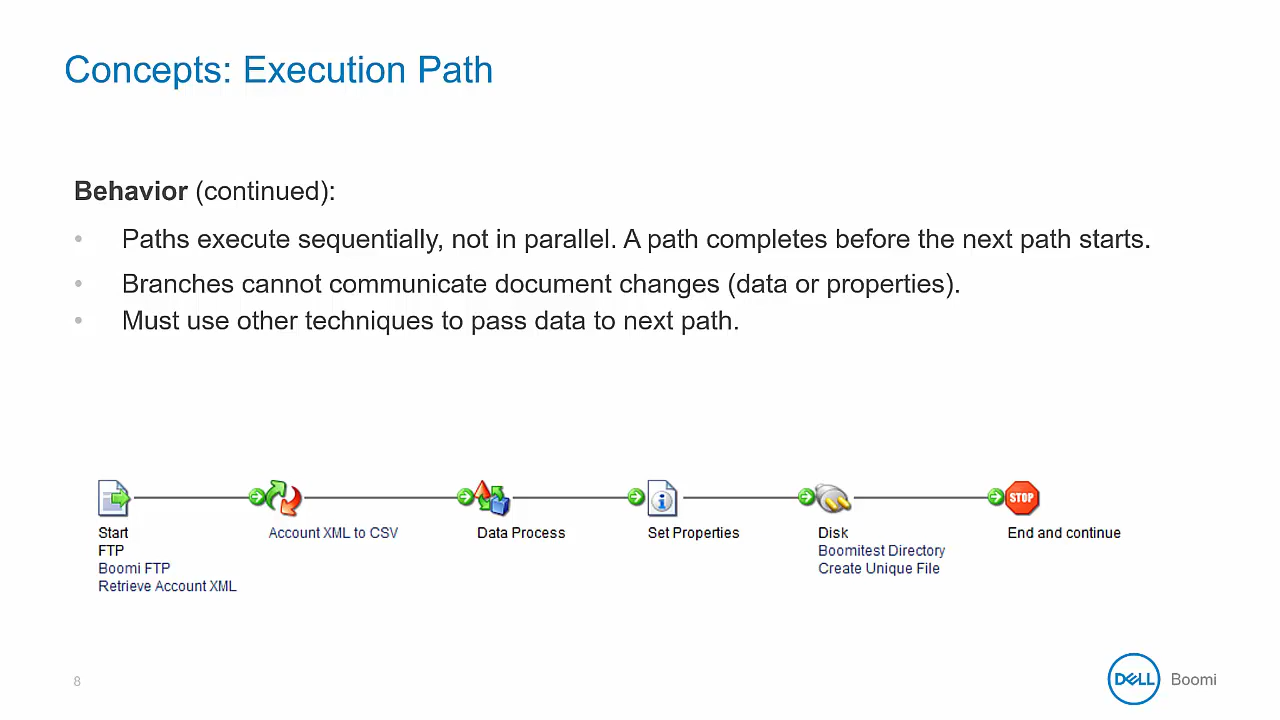 Concepts: Execution Path
Behavior (continued):
• Paths execute sequentially, not in parallel. A path completes before the next path starts.
• Branches cannot communicate document changes (data or properties).
• Must use other techniques to pass data to next path.
STOP
Start
FTP
Boomi FTP
Retrieve Account XML
Account XML to CSV
Data Process
Set Properties
Disk
Boomitest Directory
Create Unique File
End and continue
8
DELL Boomi